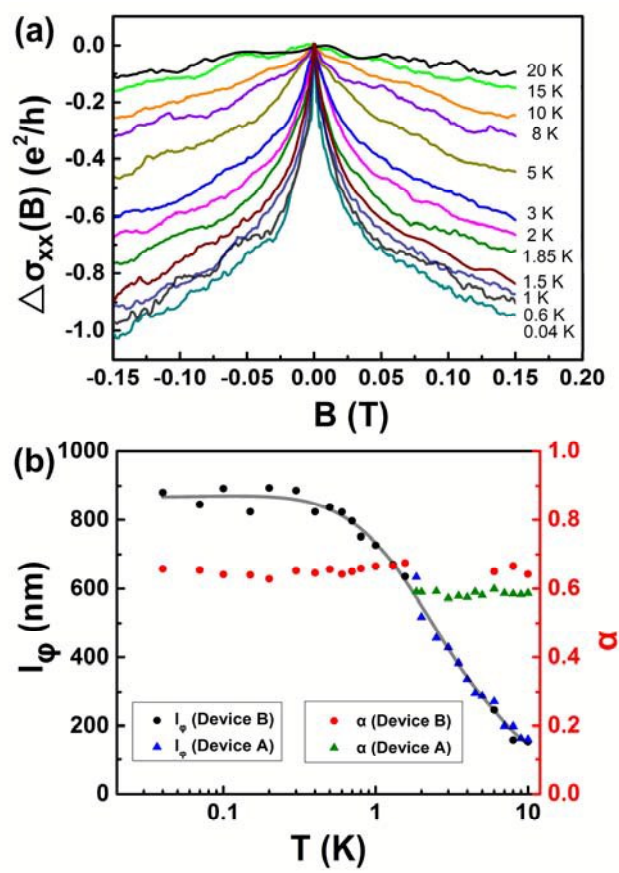 (a)
0.0
-0.2
-0.4
-0.6
-0.8
-1.0
Δσxx(B) (e²/h)
20 K
15 K
10 K
8 K
5 K
3 K
2 K
1.85 K
1.5 K
1 K
0.6 K
0.04 K
-0.15 -0.10 -0.05 0.00 0.05 0.10 0.15 0.20
B (T)
(b)
1000
800
600
400
200
0
lφ (nm)
1.0
0.8
0.6
0.4
0.2
0.0
α
lφ (Device B)
lφ (Device A)
α (Device B)
α (Device A)
0.1 1 10
T (K)